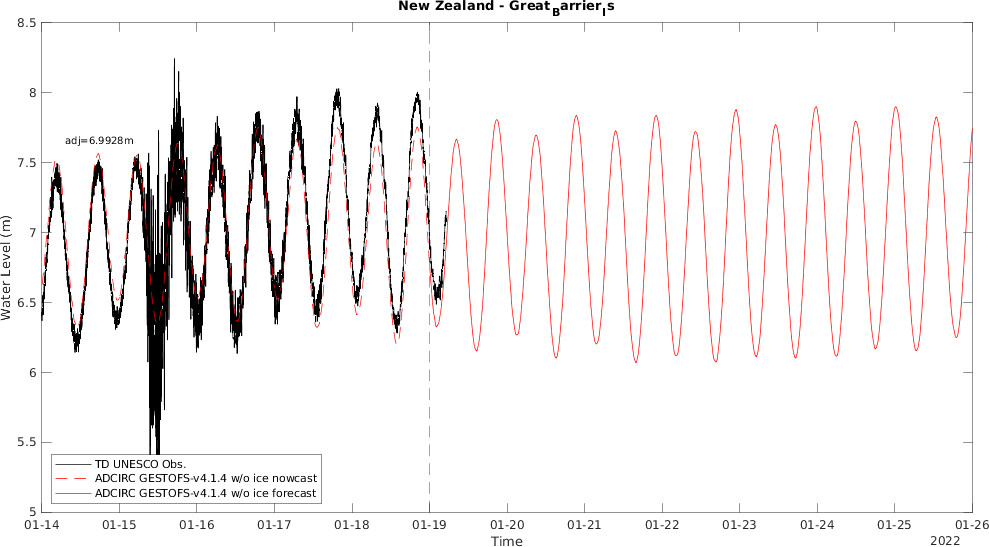 New Zealand - Great_Barrier_Is
8.5
8
7.5
7
6.5
6
5.5
5
Water Level (m)
adj=6.9928m
TD UNESCO Obs.
ADCIRC GESTOFS-v4.1.4 w/o ice nowcast
ADCIRC GESTOFS-v4.1.4 w/o ice forecast
01-14 01-15 01-16 01-17 01-18 01-19 01-20 01-21 01-22 01-23 01-24 01-25 01-26
Time
2022